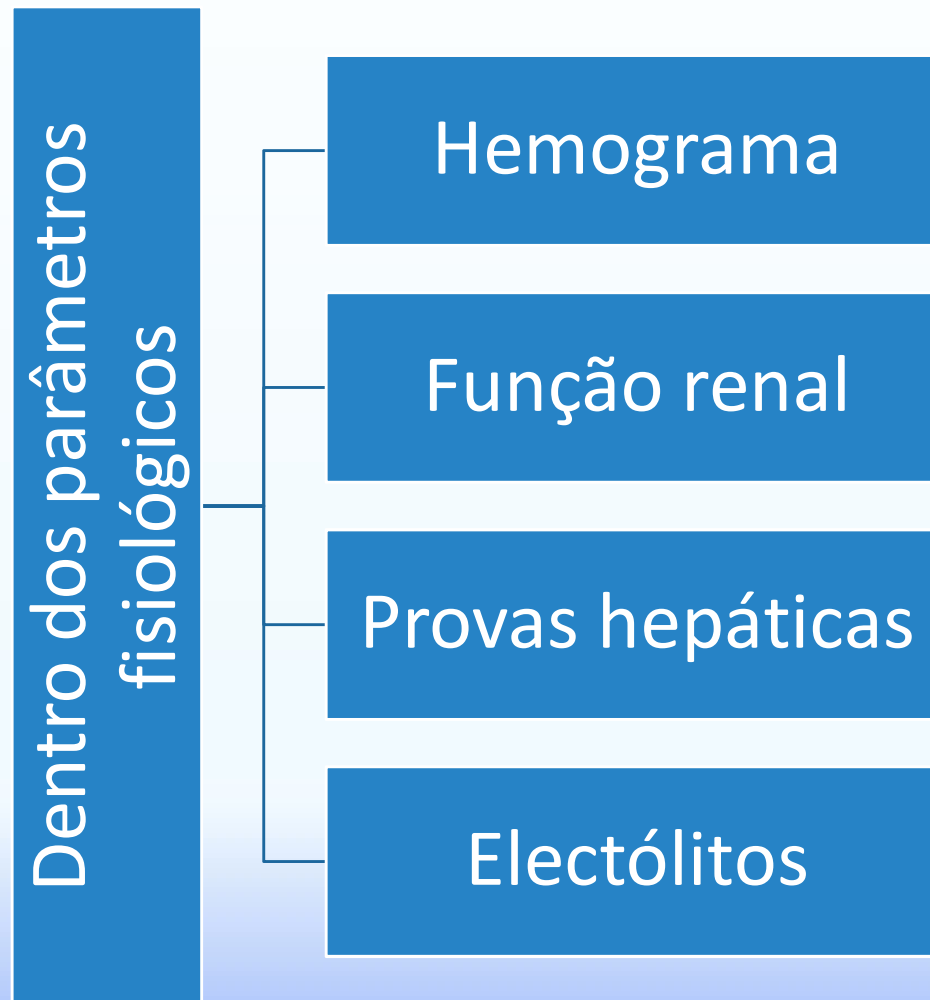 Dentro dos parâmetros
fisiológicos
Hemograma
Função renal
Provas hepáticas
Electólitos